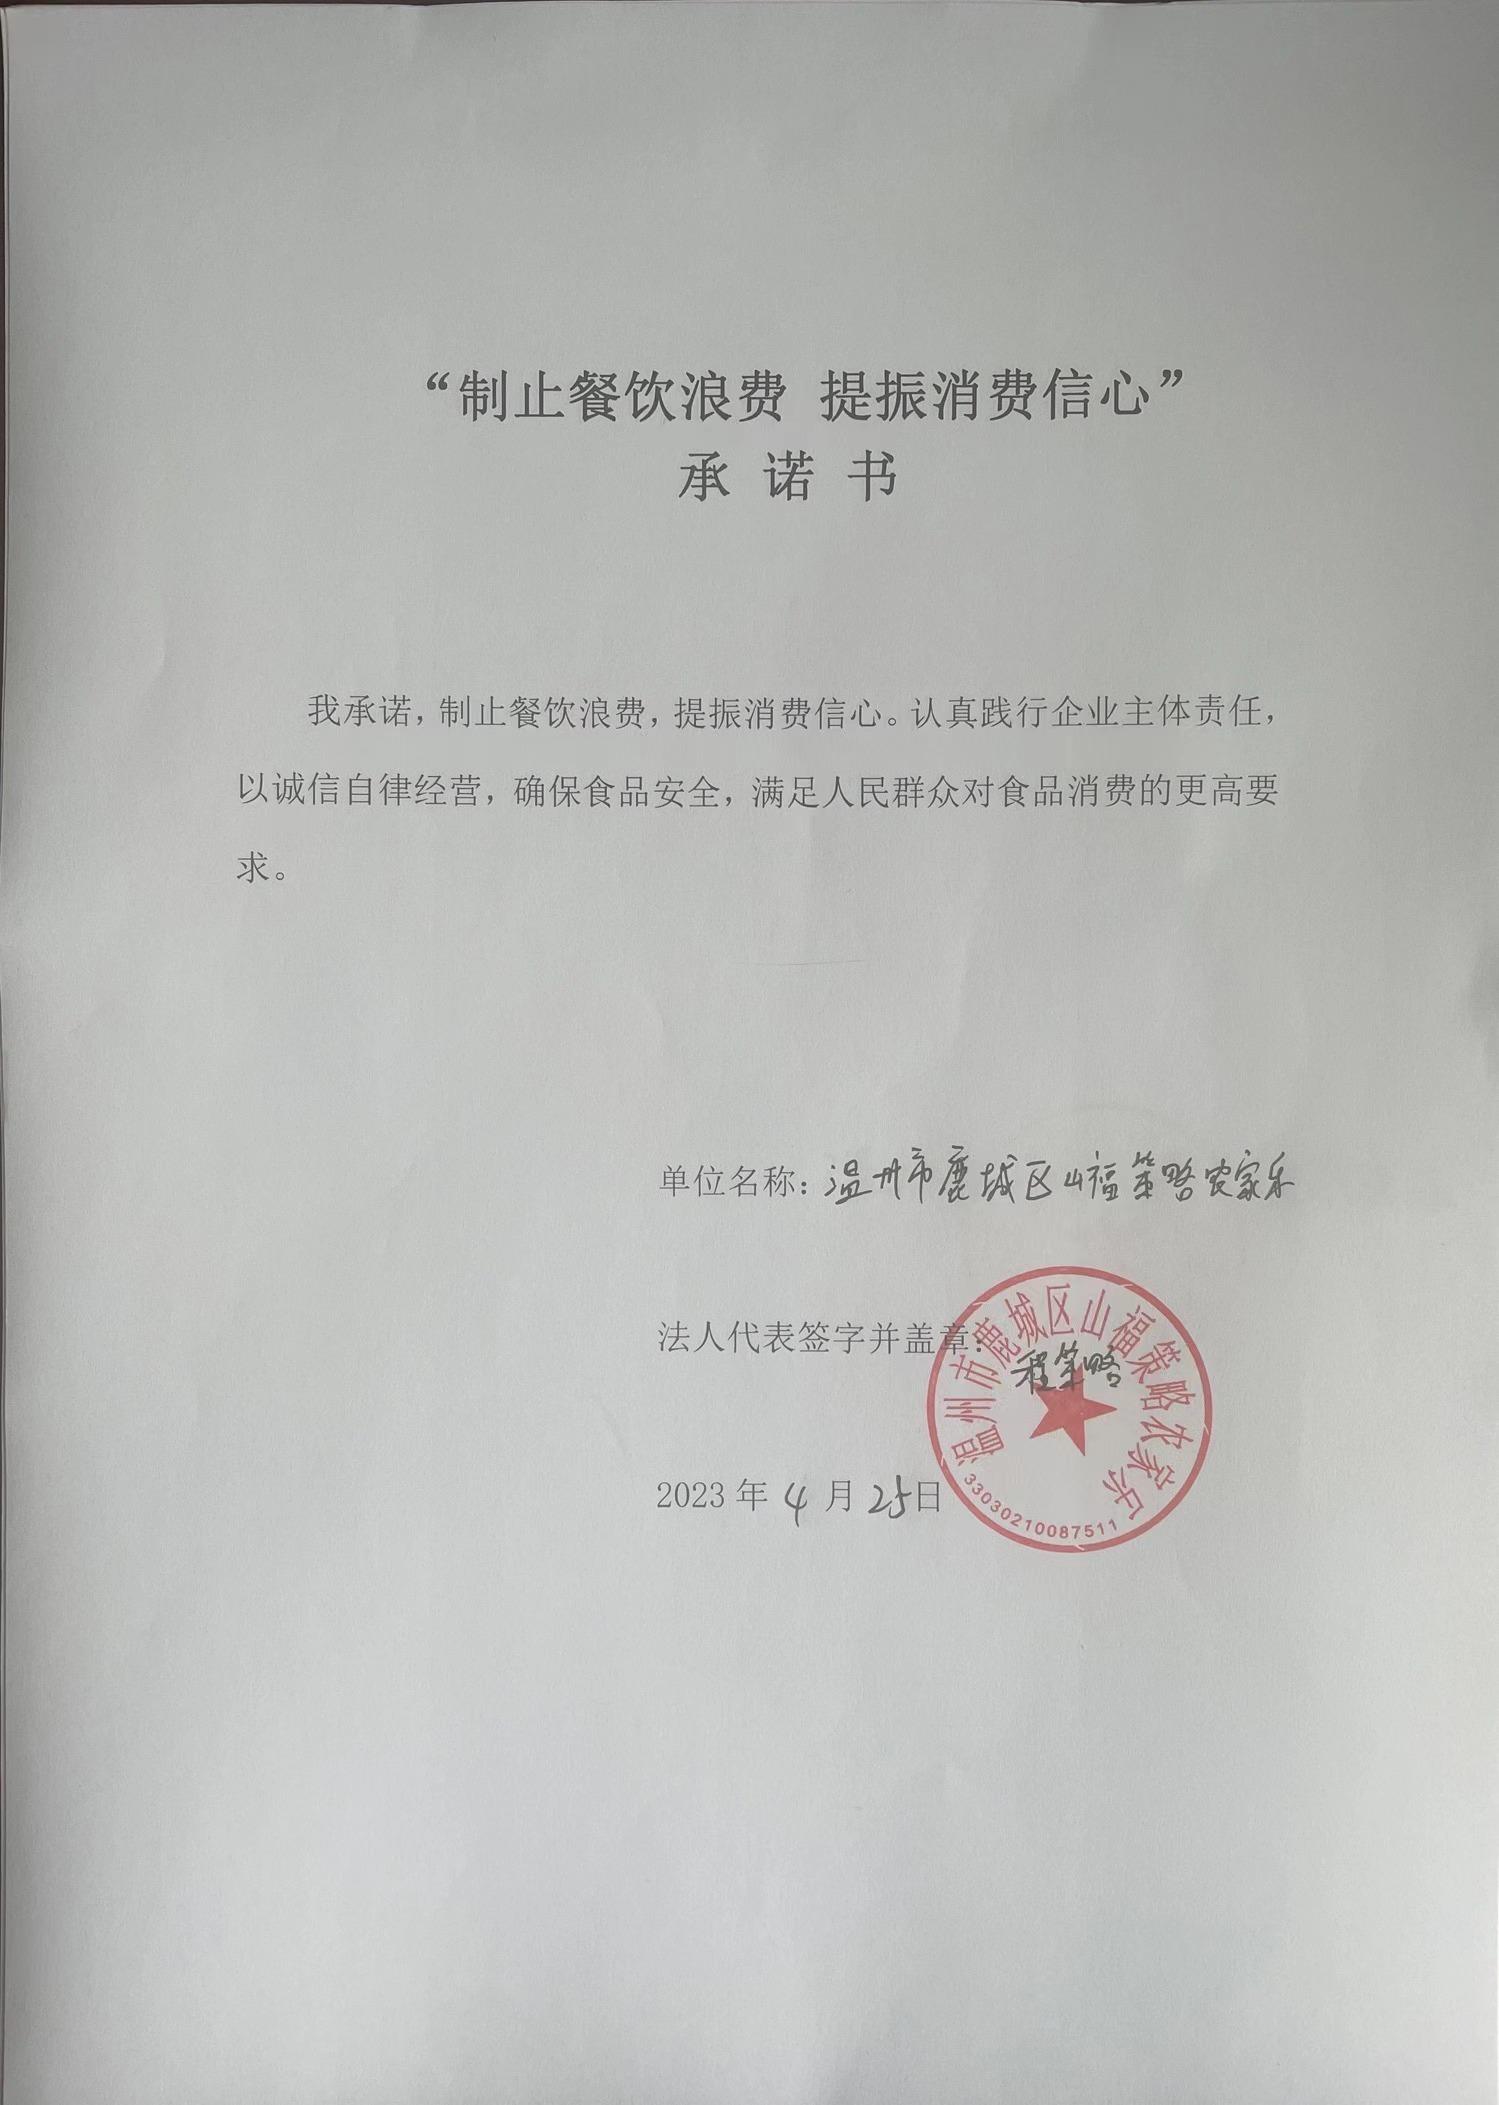 “制止餐饮浪费 提振消费信心”
承 诺 书
我承诺，制止餐饮浪费，提振消费信心。认真践行企业主体责任，
以诚信自律经营，确保食品安全，满足人民群众对食品消费的更高要
求。
单位名称：温州市鹿城区山福策略农家乐
法人代表签字并盖章：
程策略
温州市鹿城区山福策略农家乐
2023 年 4 月 25日
33030210087511